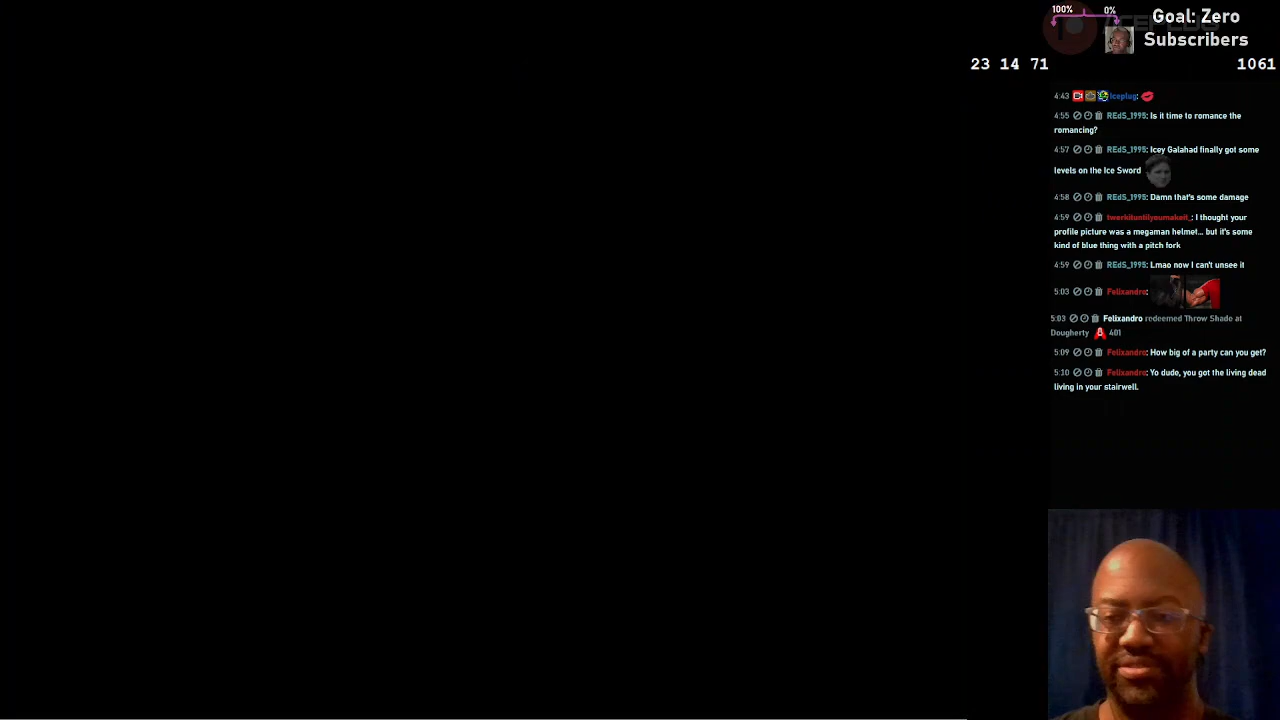 100% 0% Goal: Zero
Subscribers
23 14 71 1061
4:43 Iceplug:
4:55 REdS_1995: Is it time to romance the
romancing?
4:57 REdS_1995: Icey Galahad finally got some
levels on the Ice Sword
4:58 REdS_1995: Damn that's some damage
4:59 twerkituntilyoumakeit_: I thought your
profile picture was a megaman helmet... but it's some
kind of blue thing with a pitch fork
4:59 REdS_1995: Lmao now I can't unsee it
5:03 Felixandro:
5:03 Felixandro redeemed Throw Shade at
Dougherty 401
5:09 Felixandro: How big of a party can you get?
5:10 Felixandro: Yo dude, you got the living dead
living in your stairwell.